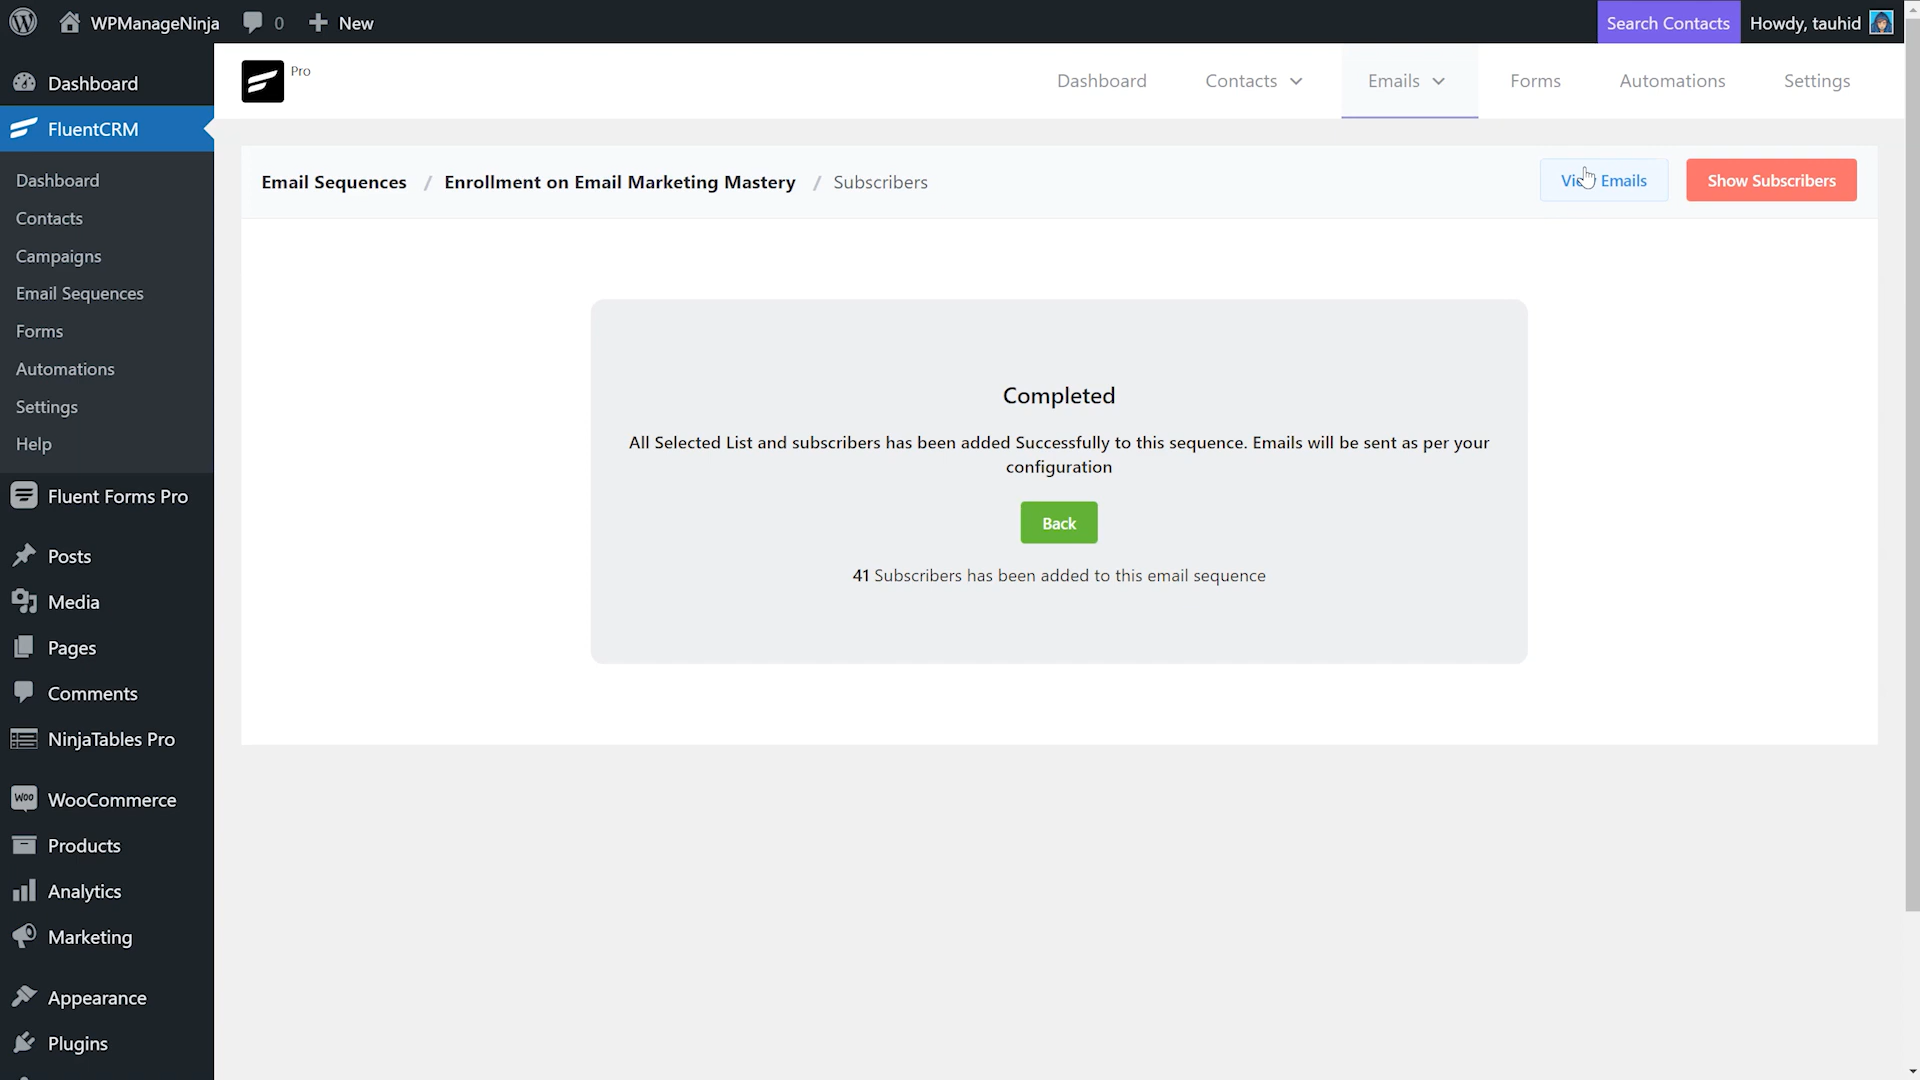 WPManageNinja 0 New Search Contacts Howdy, tauhid
Dashboard
FluentCRM
Dashboard
Contacts
Campaigns
Email Sequences
Forms
Automations
Settings
Help
Fluent Forms Pro
Posts
Media
Pages
Comments
NinjaTables Pro
WooCommerce
Products
Analytics
Marketing
Appearance
Plugins
Pro
Dashboard Contacts Emails Forms Automations Settings
Email Sequences / Enrollment on Email Marketing Mastery / Subscribers
View Emails Show Subscribers
Completed
All Selected List and subscribers has been added Successfully to this sequence. Emails will be sent as per your
configuration
Back
41 Subscribers has been added to this email sequence